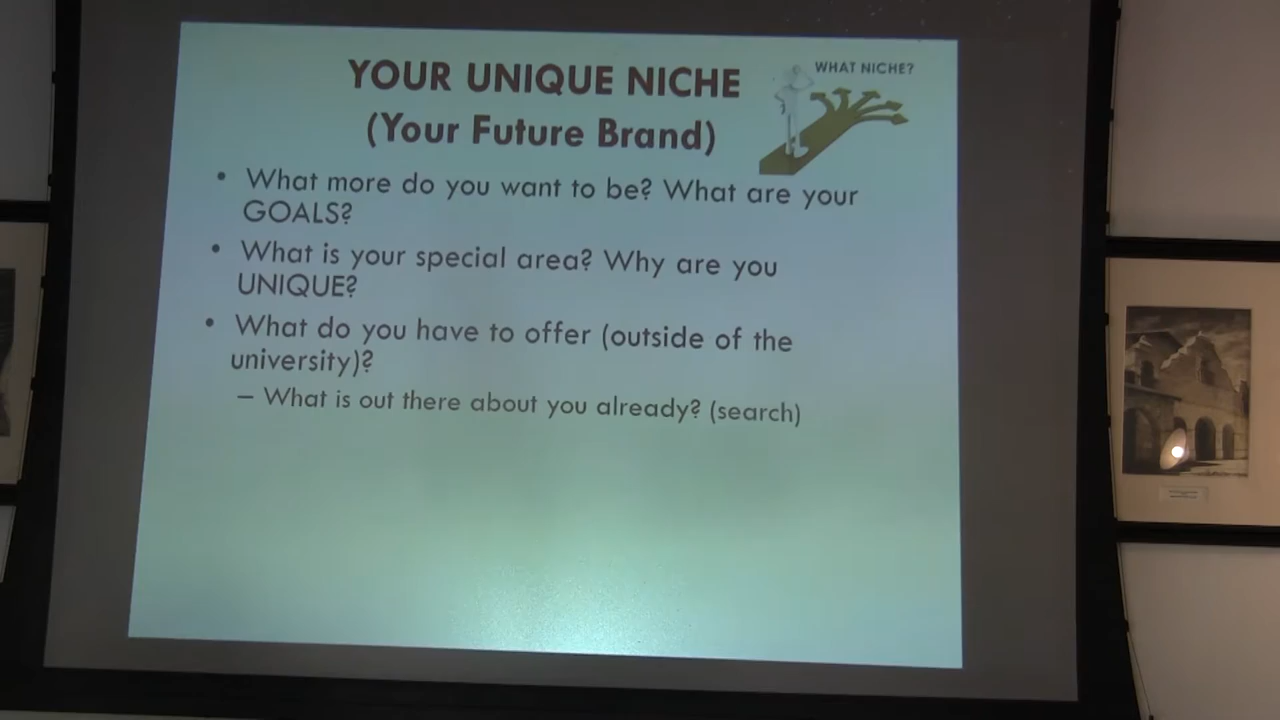 YOUR UNIQUE NICHE
WHAT NICHE?
(Your Future Brand)
• What more do you want to be? What are your
GOALS?
• What is your special area? Why are you
UNIQUE?
• What do you have to offer (outside of the
university)?
– What is out there about you already? (search)